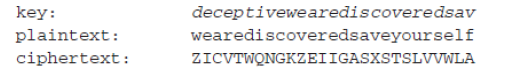 key: deceptivewearediscoveredsav
plaintext: wearediscoveredsaveyourself
ciphertext: ZICVTWQNGKZEIIGASXSTSLVVWLA